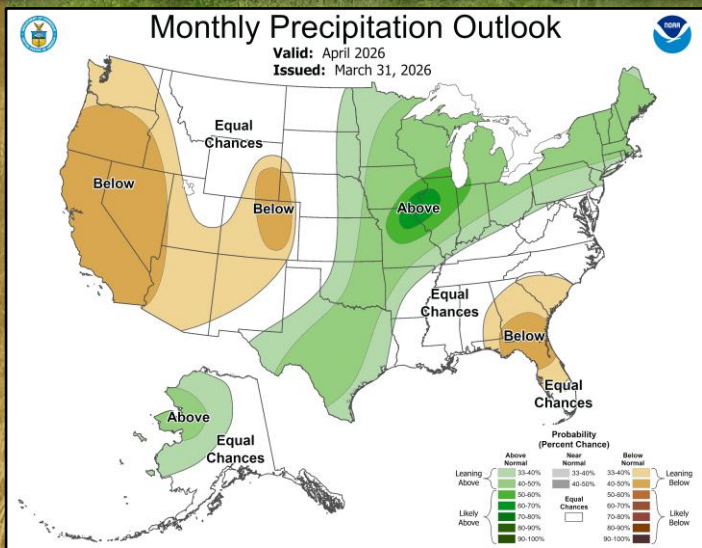 Monthly Precipitation Outlook
Valid: April 2026
Issued: March 31, 2026
NOAA
Equal
Chances
Below
Below
Above
Equal
Chances
Below
Equal
Chances
Above
Equal
Chances
Probability
(Percent Chance)
Above
Normal
Near
Normal
Below
Normal
Leaning
Above
33-40%
40-50%
33-40%
40-50%
33-40%
40-50%
Leaning
Below
Likely
Above
50-60%
60-70%
70-80%
80-90%
90-100%
Equal
Chances
50-60%
60-70%
70-80%
80-90%
90-100%
Likely
Below